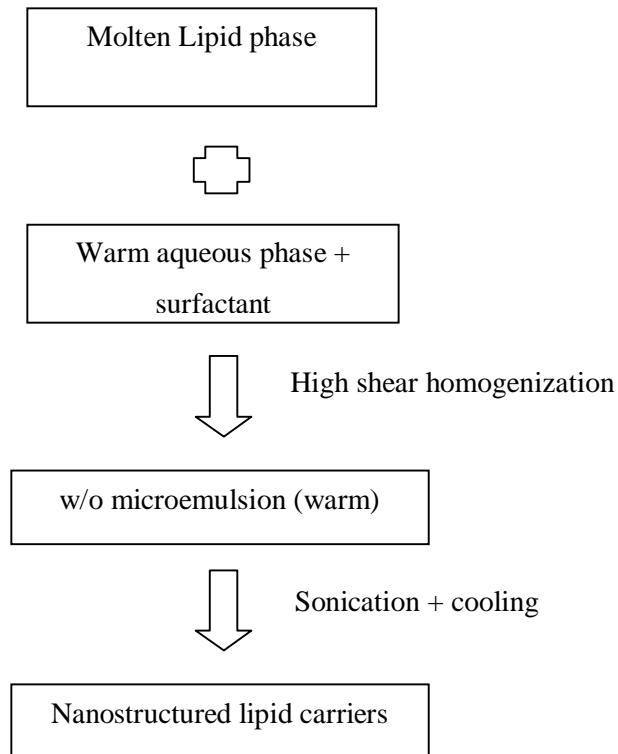 Molten Lipid phase
Warm aqueous phase +
surfactant
High shear homogenization
w/o microemulsion (warm)
Sonication + cooling
Nanostructured lipid carriers